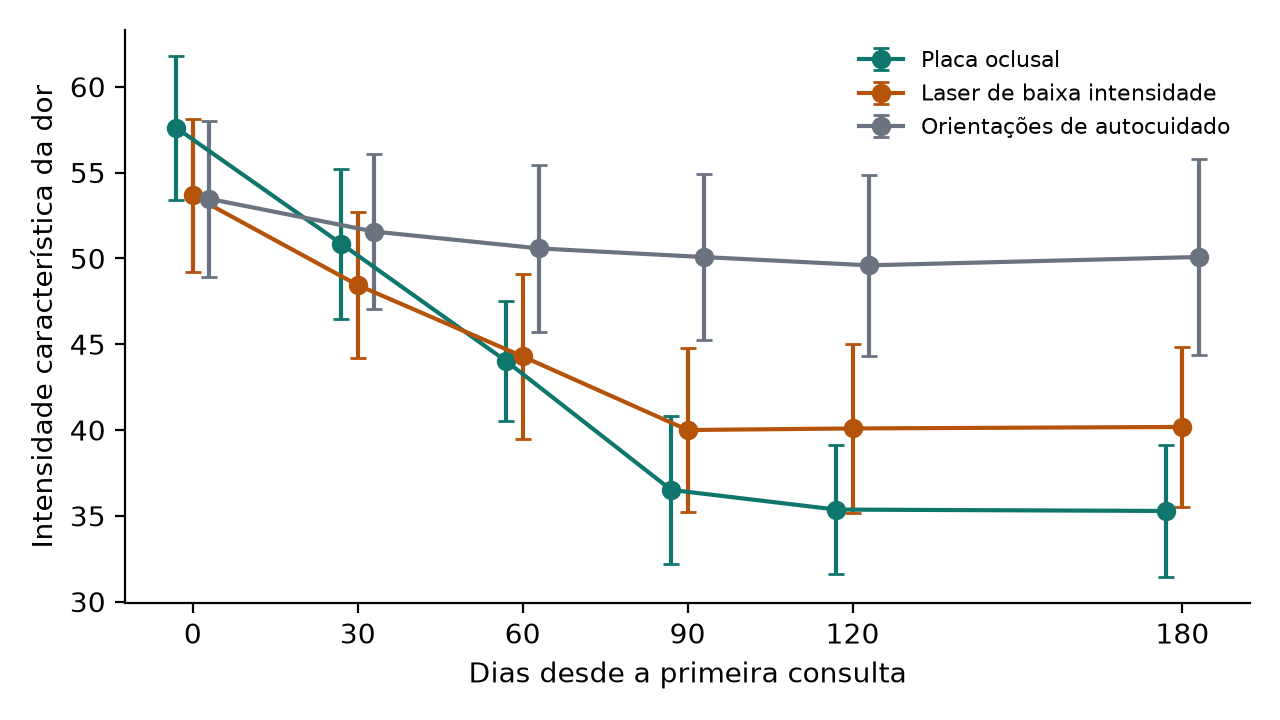 Placa oclusal
Laser de baixa intensidade
Orientações de autocuidado
Intensidade característica da dor
60
55
50
45
40
35
30
0 30 60 90 120 180
Dias desde a primeira consulta